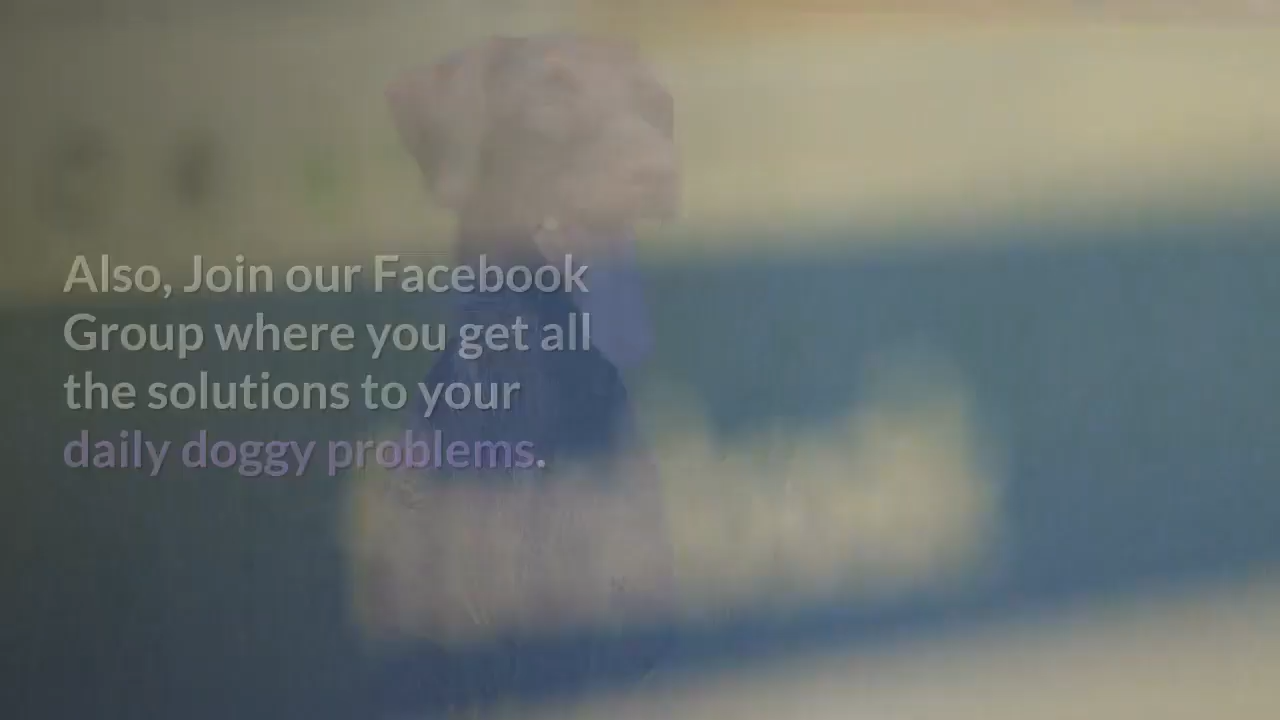 Also, Join our Facebook
Group where you get all
the solutions to your
daily doggy problems.